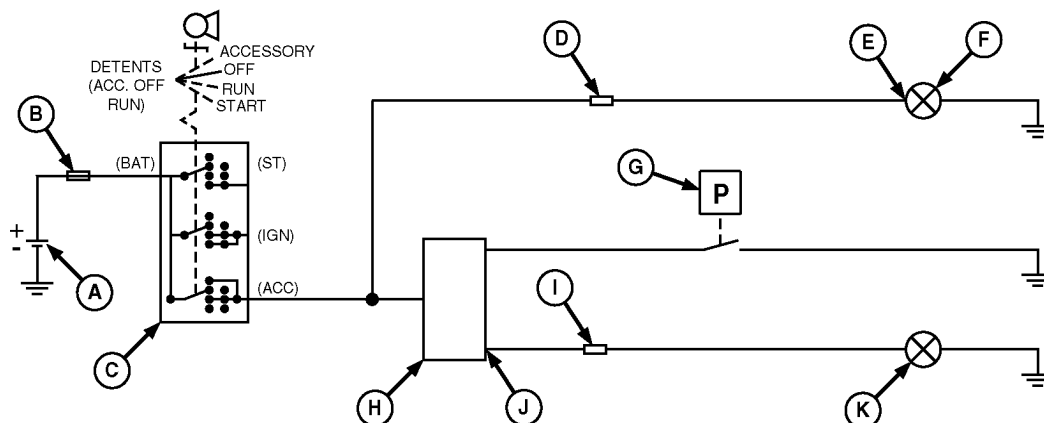 ACCESSORY
DETENTS
(ACC. OFF
RUN)
OFF
RUN
START
D
E
F
B
(BAT)
(ST)
G
P
+
-
(IGN)
A
(ACC)
I
C
H
J
K